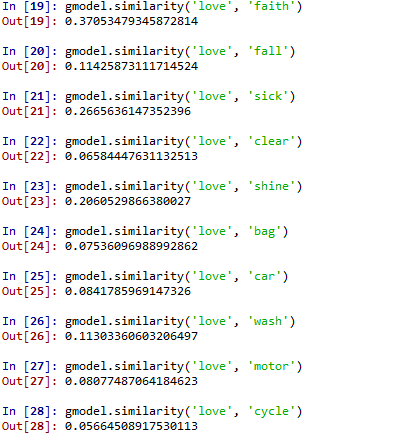 In [19]: gmodel.similarity('love', 'faith')
Out[19]: 0.37053479345872814
In [20]: gmodel.similarity('love', 'fall')
Out[20]: 0.11425873111714524
In [21]: gmodel.similarity('love', 'sick')
Out[21]: 0.2665636147352396
In [22]: gmodel.similarity('love', 'clear')
Out[22]: 0.06584447631132513
In [23]: gmodel.similarity('love', 'shine')
Out[23]: 0.2060529866380027
In [24]: gmodel.similarity('love', 'bag')
Out[24]: 0.07536096988992862
In [25]: gmodel.similarity('love', 'car')
Out[25]: 0.0841785969147326
In [26]: gmodel.similarity('love', 'wash')
Out[26]: 0.11303360603206497
In [27]: gmodel.similarity('love', 'motor')
Out[27]: 0.08077487064184623
In [28]: gmodel.similarity('love', 'cycle')
Out[28]: 0.05664508917530113